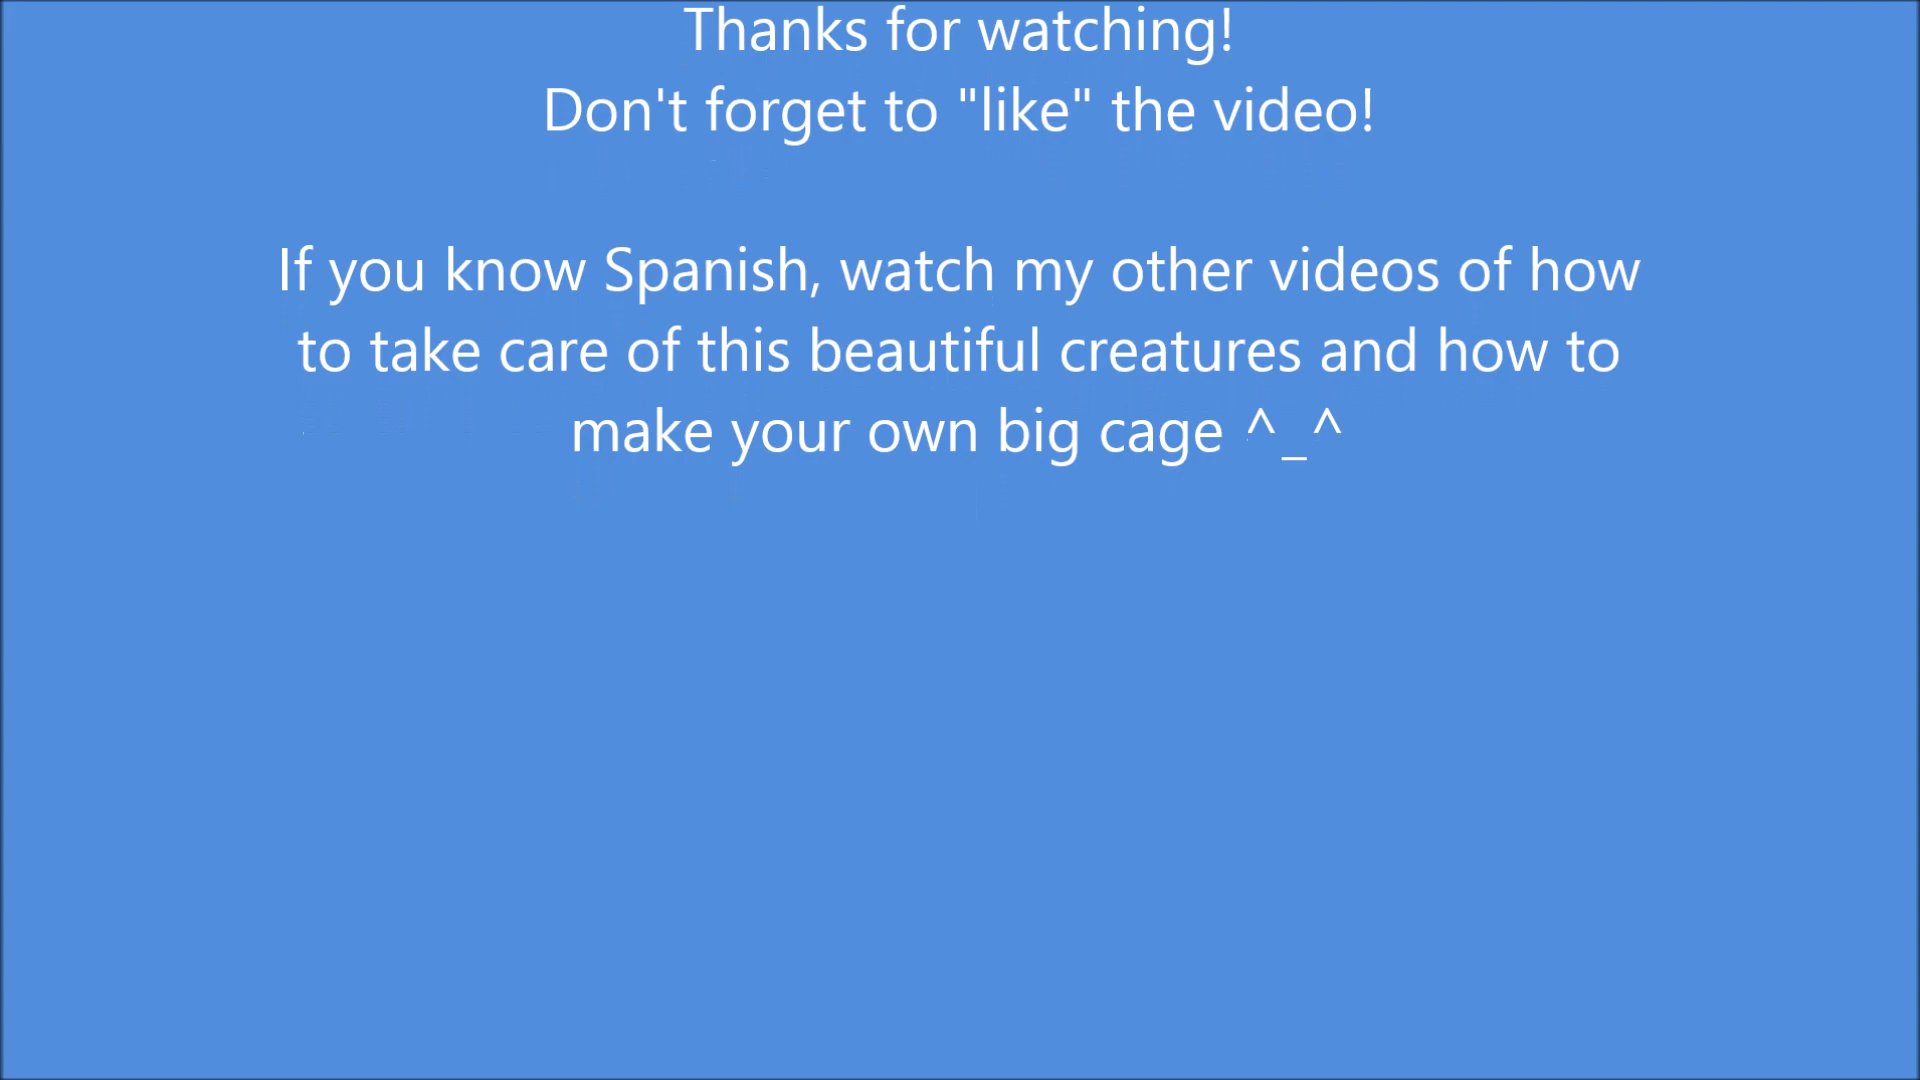 Thanks for watching!
Don't forget to "like" the video!
If you know Spanish, watch my other videos of how
to take care of this beautiful creatures and how to
make your own big cage ^_^